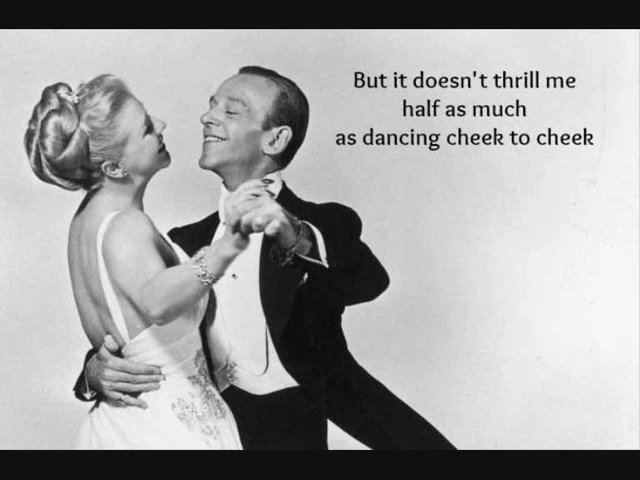 But it doesn't thrill me
half as much
as dancing cheek to cheek